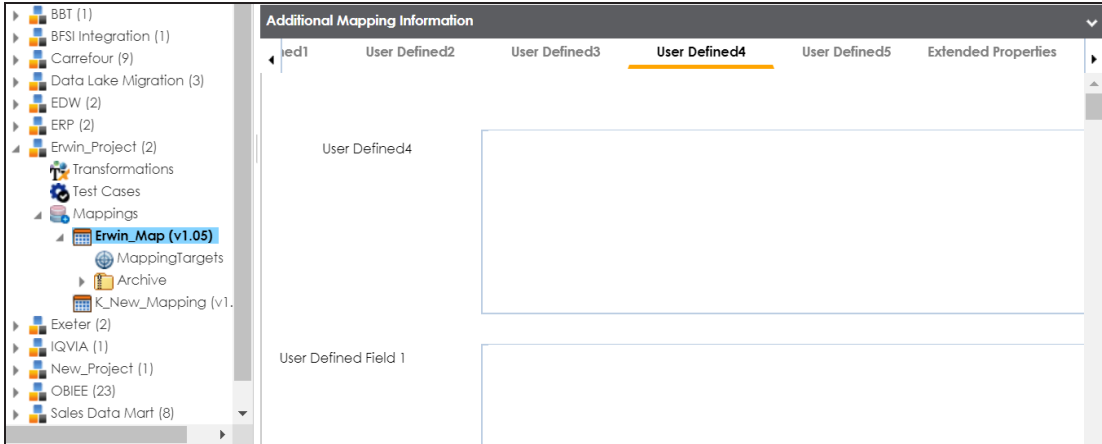 BBT (1)
BFSI Integration (1)
Carrefour (9)
Data Lake Migration (3)
EDW (2)
ERP (2)
Erwin_Project (2)
Transformations
Test Cases
Mappings
Erwin_Map (v1.05)
MappingTargets
Archive
K_New_Mapping (v1.
Exeter (2)
IQVIA (1)
New_Project (1)
OBIEE (23)
Sales Data Mart (8)
Additional Mapping Information
ned1 User Defined2 User Defined3 User Defined4 User Defined5 Extended Properties
User Defined4
User Defined Field 1